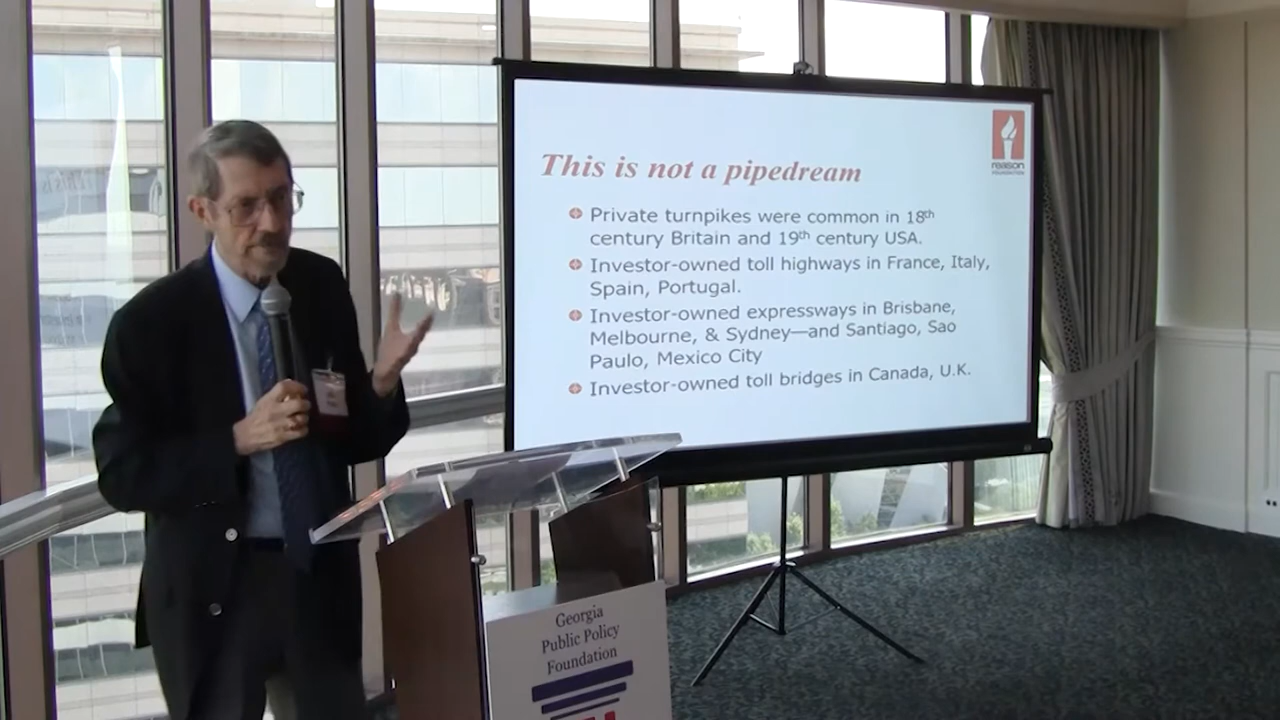 This is not a pipedream
Private turnpikes were common in 18th
century Britain and 19th century USA.
Investor-owned toll highways in France, Italy,
Spain, Portugal.
Investor-owned expressways in Brisbane,
Melbourne, & Sydney—and Santiago, Sao
Paulo, Mexico City
Investor-owned toll bridges in Canada, U.K.
reason
FOUNDATION
Georgia
Public Policy
Foundation